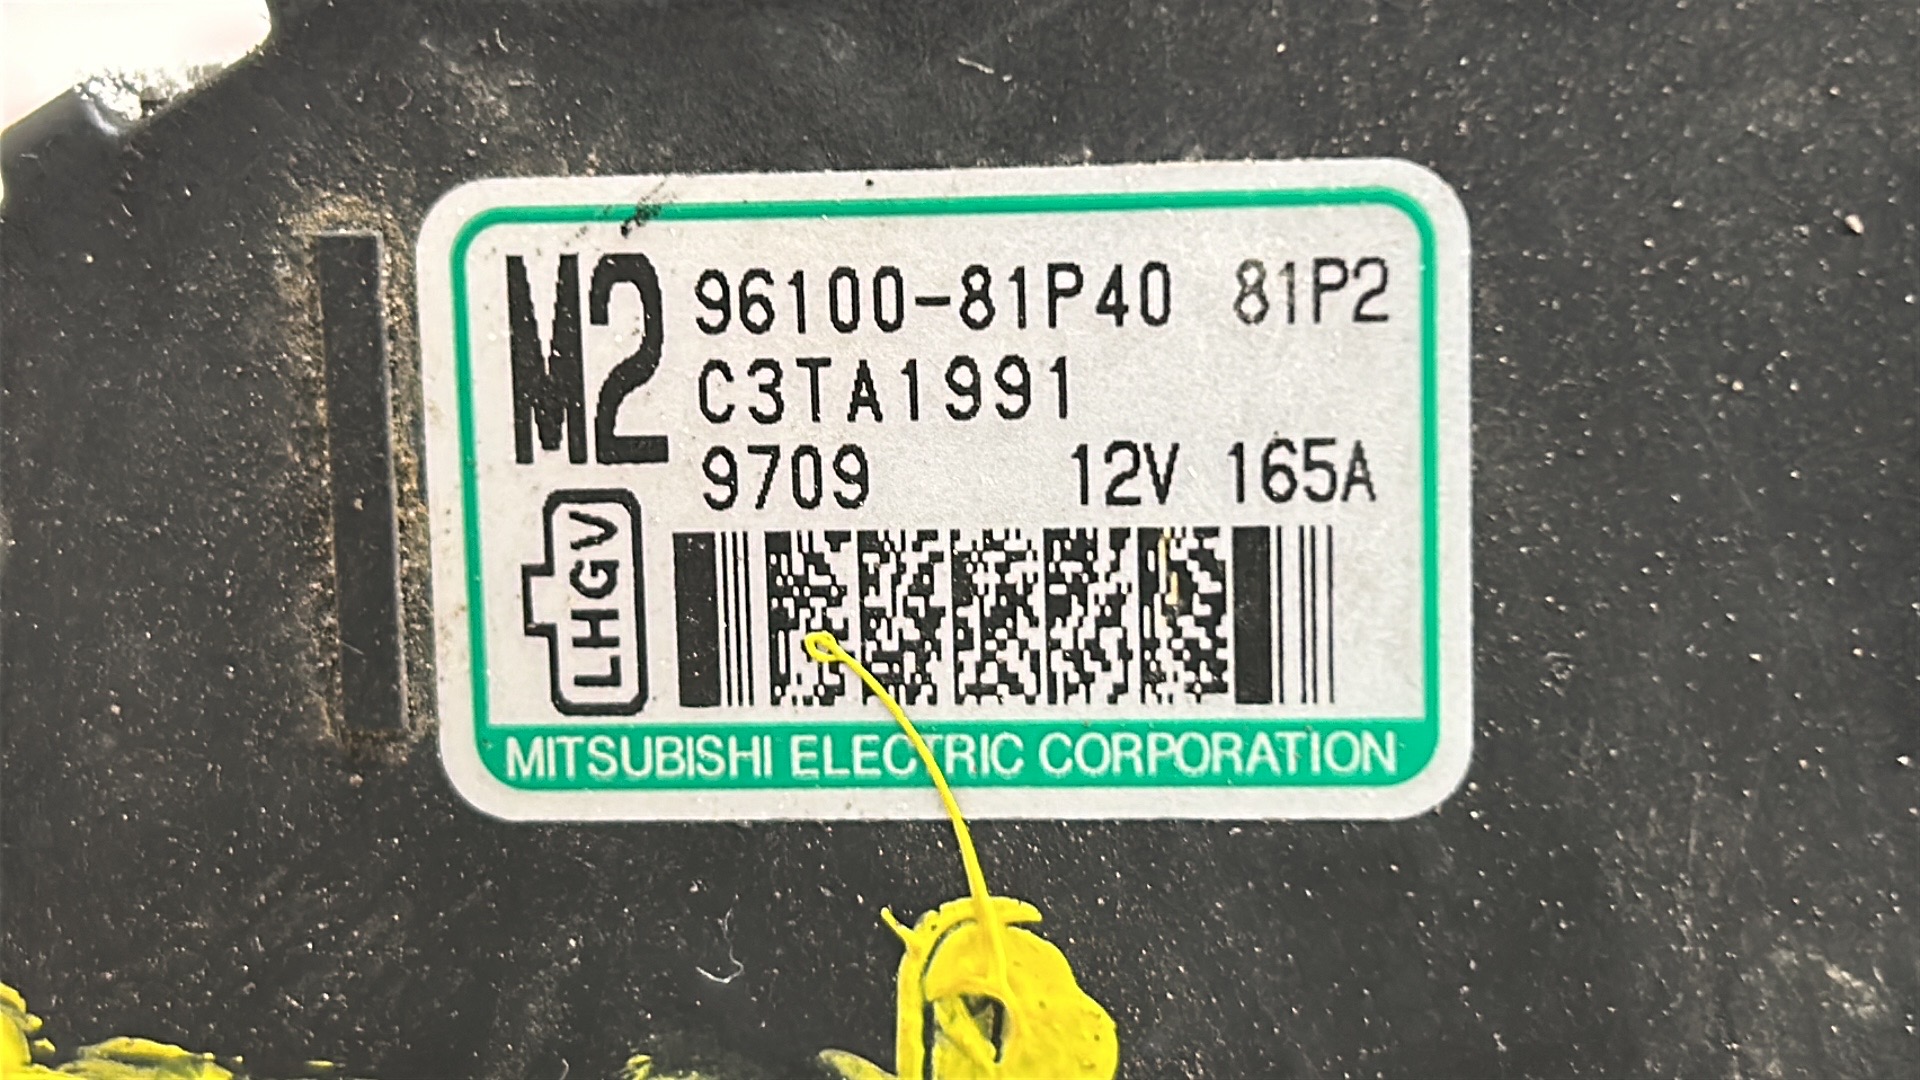 M2
96100-81P40 81P2
C3TA1991
9709 12V 165A
LHGV
MITSUBISHI ELECTRIC CORPORATION